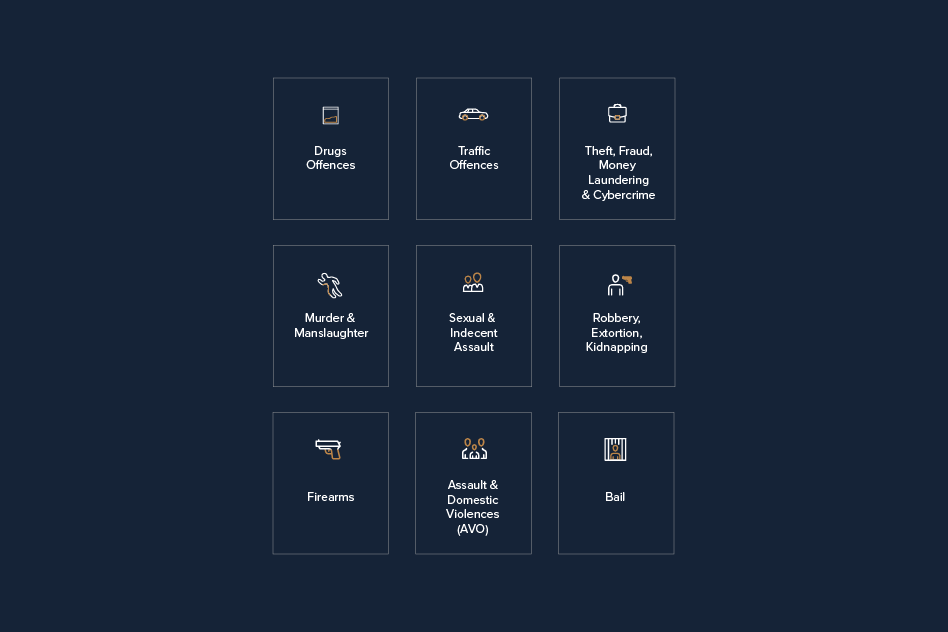 Drugs
Offences
Traffic
Offences
Theft, Fraud,
Money
Laundering
& Cybercrime
Murder &
Manslaughter
Sexual &
Indecent
Assault
Robbery,
Extortion,
Kidnapping
Firearms
Assault &
Domestic
Violences
(AVO)
Bail